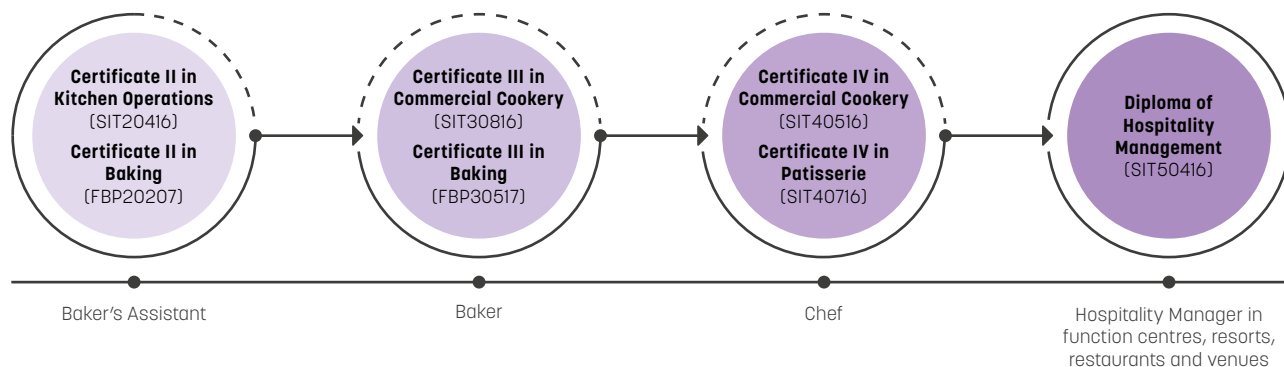 Certificate II in
Kitchen Operations
(SIT20416)
Certificate II in
Baking
(FBP20207)
Certificate III in
Commercial Cookery
(SIT30816)
Certificate III in
Baking
(FBP30517)
Certificate IV in
Commercial Cookery
(SIT40516)
Certificate IV in
Patisserie
(SIT40716)
Diploma of
Hospitality
Management
(SIT50416)
Baker's Assistant
Baker
Chef
Hospitality Manager in
function centres, resorts,
restaurants and venues